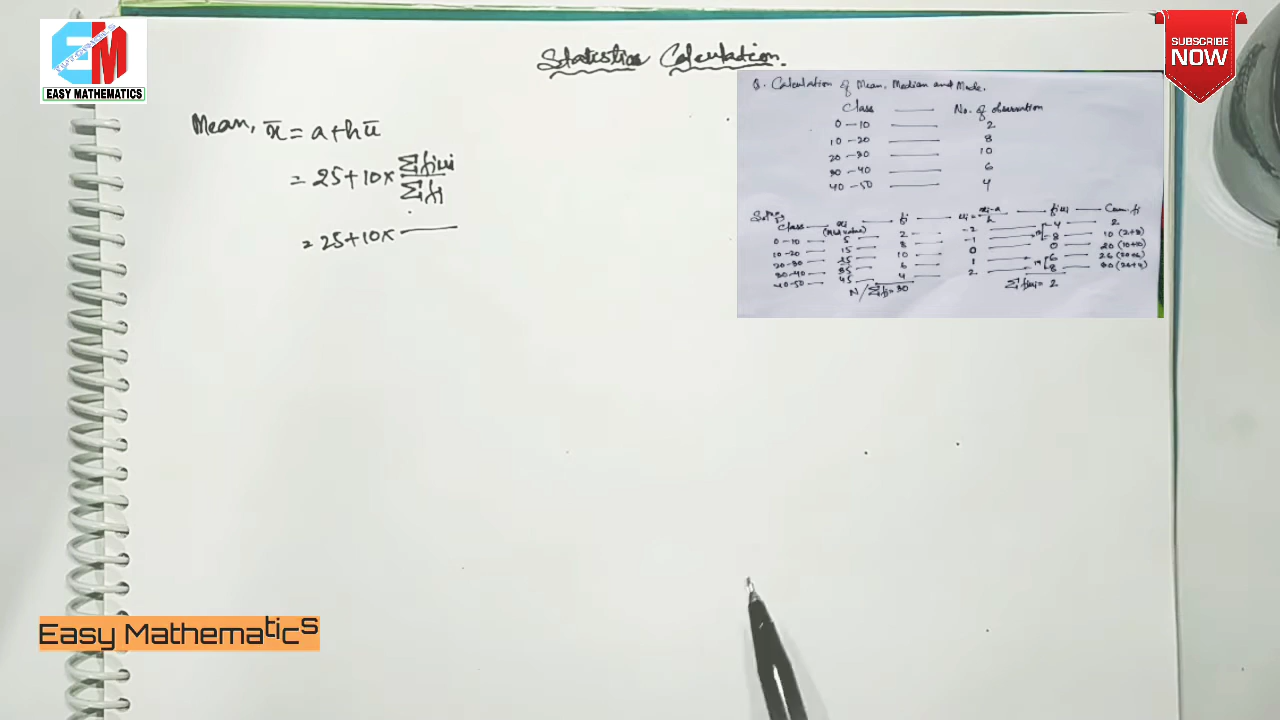 EM
EASY MATHEMATICS
SUBSCRIBE
NOW
Statistics Calculation.
Mean, x̄ = a+hū
= 25+10× Σfiui/Σfi
= 25+10×
Q. Calculation of Mean, Median and Mode.
Class — No. of observation
0-10 — 2
10-20 — 8
20-30 — 10
30-40 — 6
40-50 — 4
Class — xi (Mid value) — fi — ui = xi-a/h — fiui — Cum. fi
0-10 — 5 — 2 — -2 — -4 — 2
10-20 — 15 — 8 — -1 — -8 — 10 (2+8)
20-30 — 25 — 10 — 0 — 0 — 20 (10+10)
30-40 — 35 — 6 — 1 — 6 — 26 (20+6)
40-50 — 45 — 4 — 2 — 8 — 30 (26+4)
N/Σfi = 30 Σfiui = 2
Easy Mathematics